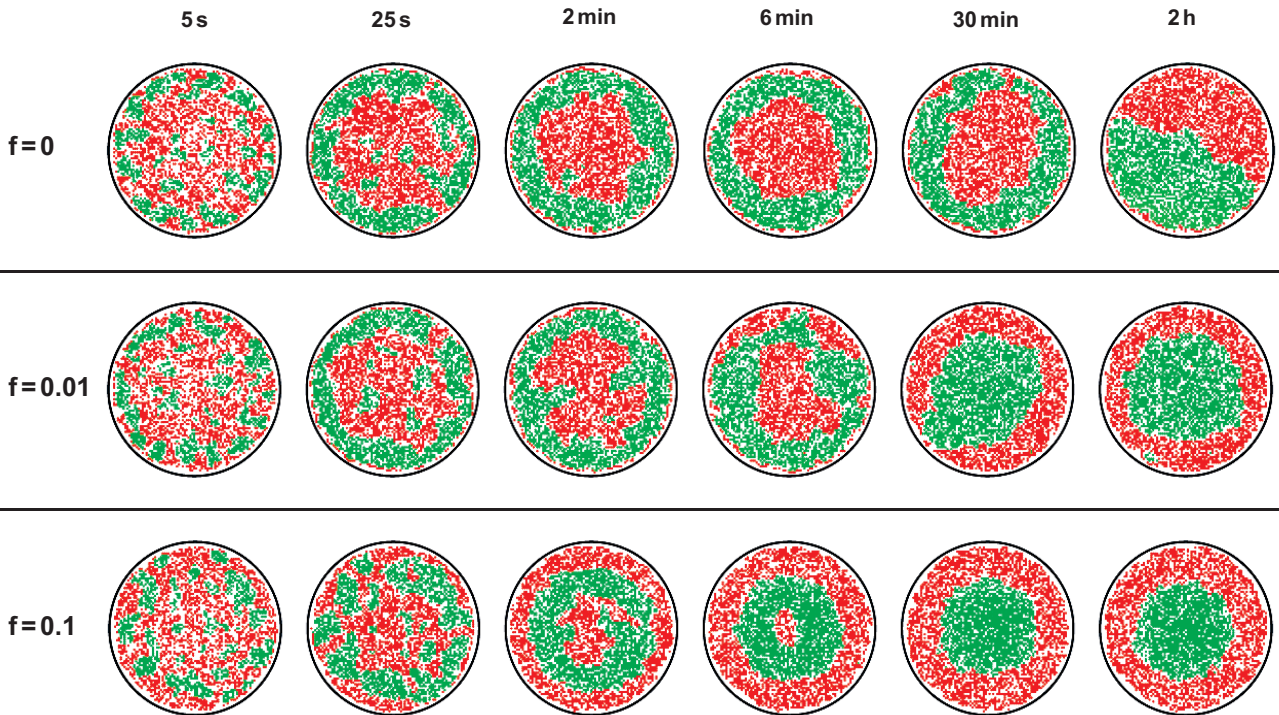 5 s 25 s 2 min 6 min 30 min 2 h
f = 0
f = 0.01
f = 0.1